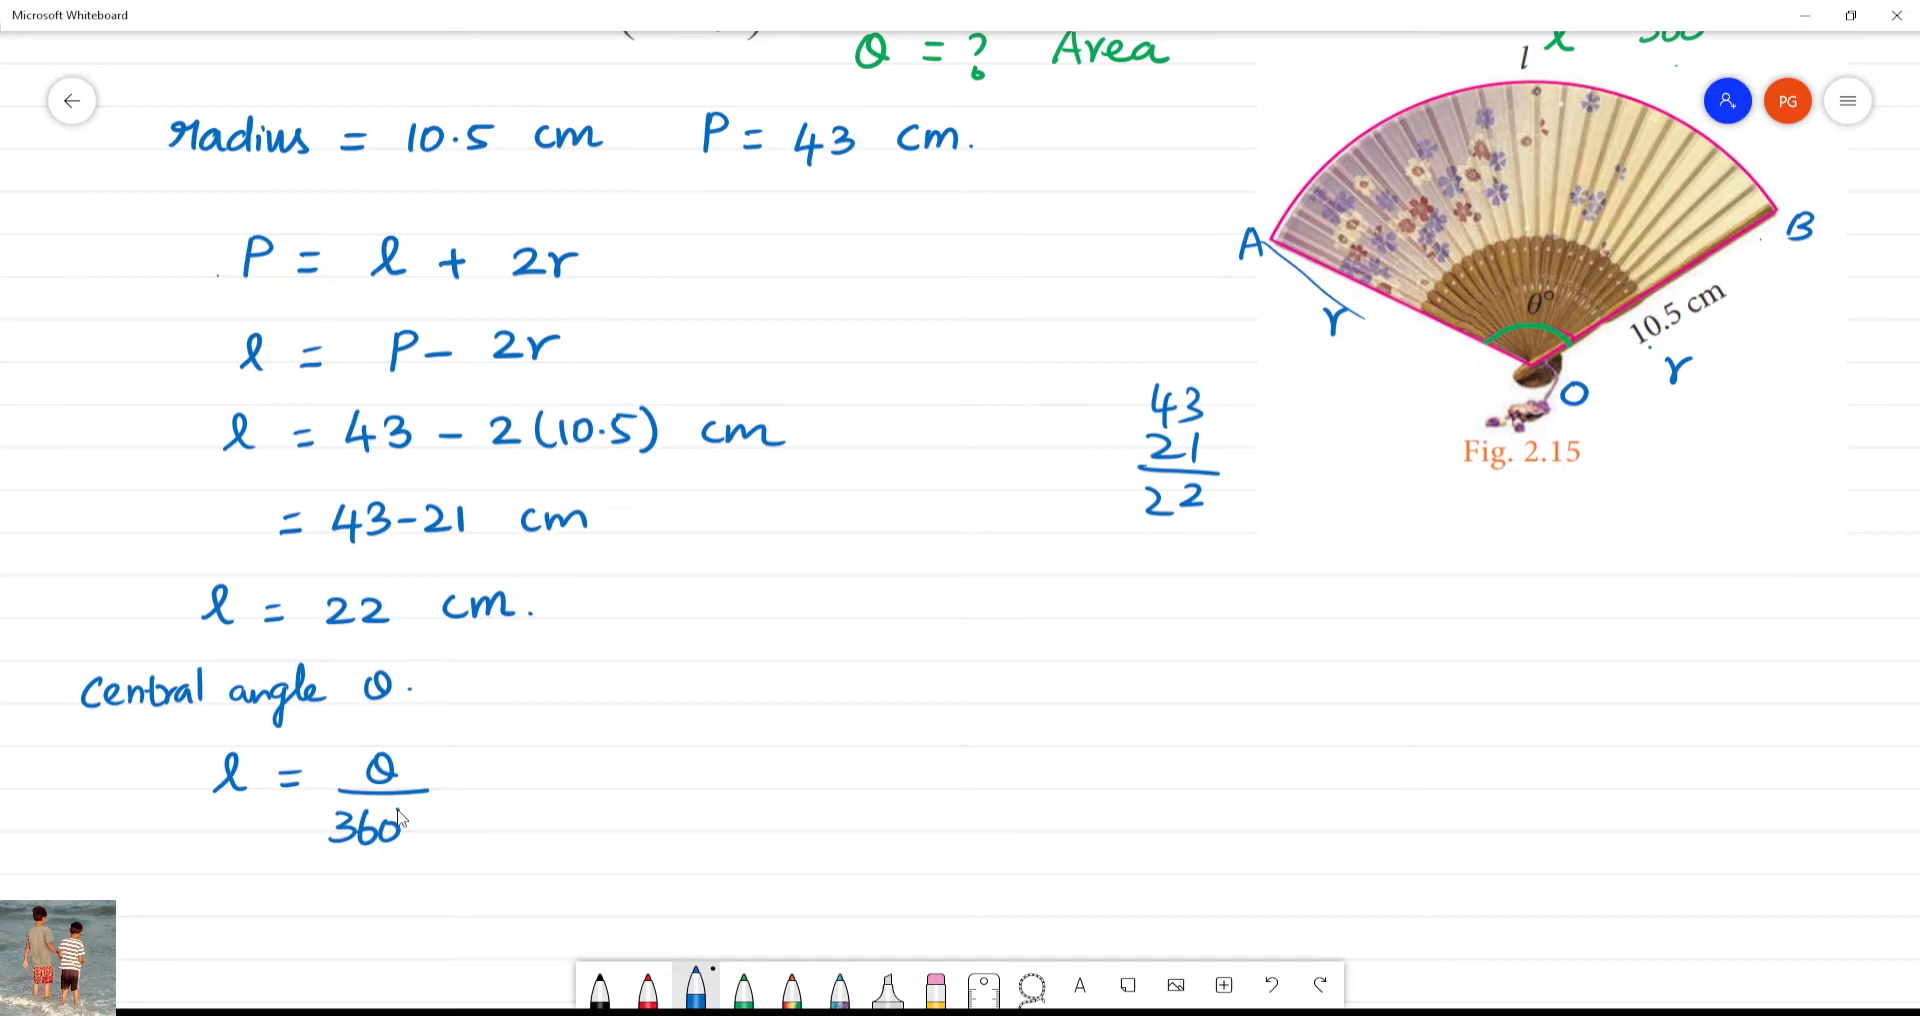 Microsoft Whiteboard
θ = ? Area
l
radius = 10.5 cm P = 43 cm.
PG
A
B
P = l + 2r
θ°
10.5 cm
r
r
l = P - 2r
O
43
21
22
l = 43 - 2(10.5) cm
Fig. 2.15
= 43-21 cm
l = 22 cm.
Central angle θ.
l = θ
360
A